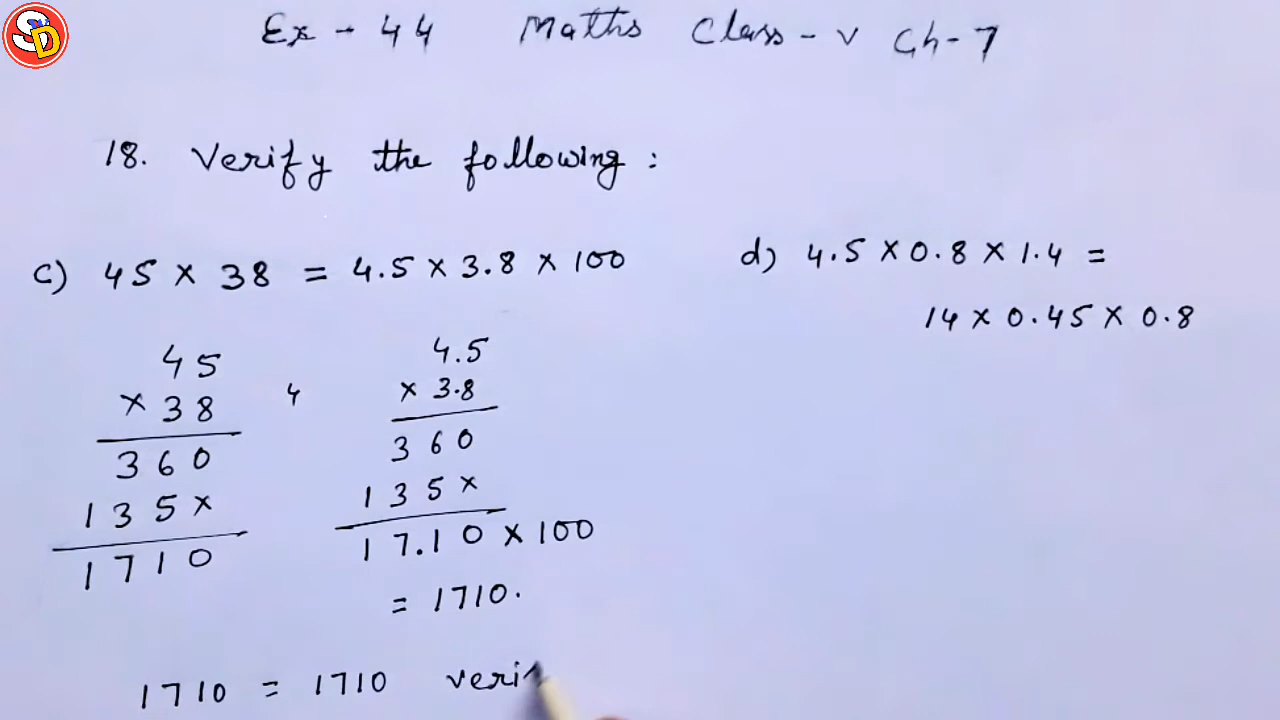 SD
Ex - 44 Maths Class - V Ch - 7
18. Verify the following :
c) 45 × 38 = 4.5 × 3.8 × 100
45
× 38
360
135×
1710
4
4.5
× 3.8
360
135×
17.10 × 100
= 1710.
1710 = 1710 veri
d) 4.5 × 0.8 × 1.4 =
14 × 0.45 × 0.8